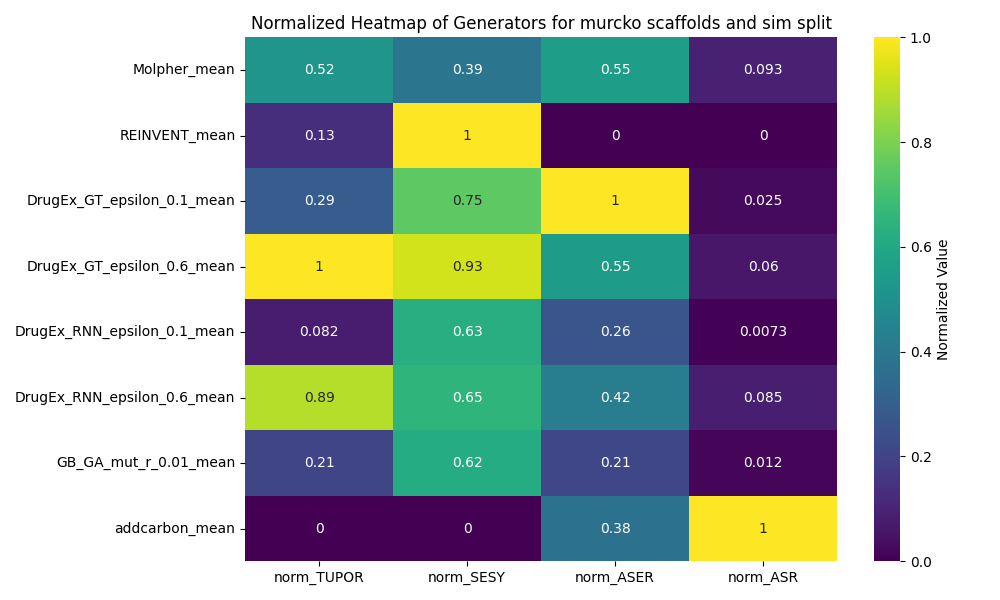 Normalized Heatmap of Generators for murcko scaffolds and sim split
Molpher_mean 0.52 0.39 0.55 0.093
REINVENT_mean 0.13 1 0 0
DrugEx_GT_epsilon_0.1_mean 0.29 0.75 1 0.025
DrugEx_GT_epsilon_0.6_mean 1 0.93 0.55 0.06
DrugEx_RNN_epsilon_0.1_mean 0.082 0.63 0.26 0.0073
DrugEx_RNN_epsilon_0.6_mean 0.89 0.65 0.42 0.085
GB_GA_mut_r_0.01_mean 0.21 0.62 0.21 0.012
addcarbon_mean 0 0 0.38 1
norm_TUPOR norm_SESY norm_ASER norm_ASR
1.0
0.8
0.6
0.4
0.2
0.0
Normalized Value